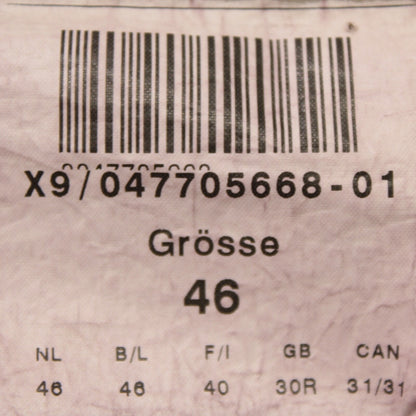 X9/047705668-01
Grösse
46
NL B/L F/I GB CAN
46 46 40 30R 31/31